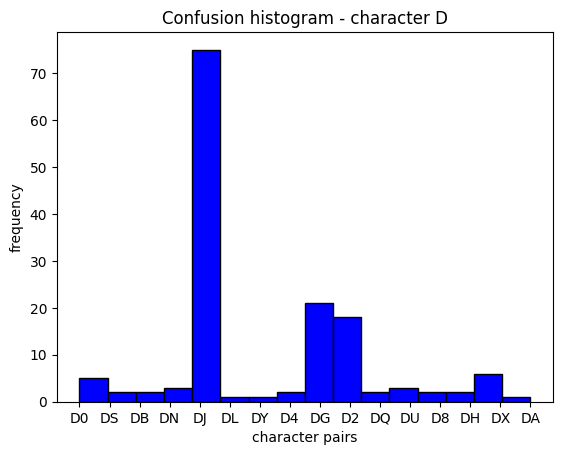 Confusion histogram - character D
frequency
70
60
50
40
30
20
10
0
D0 DS DB DN DJ DL DY D4 DG D2 DQ DU D8 DH DX DA
character pairs